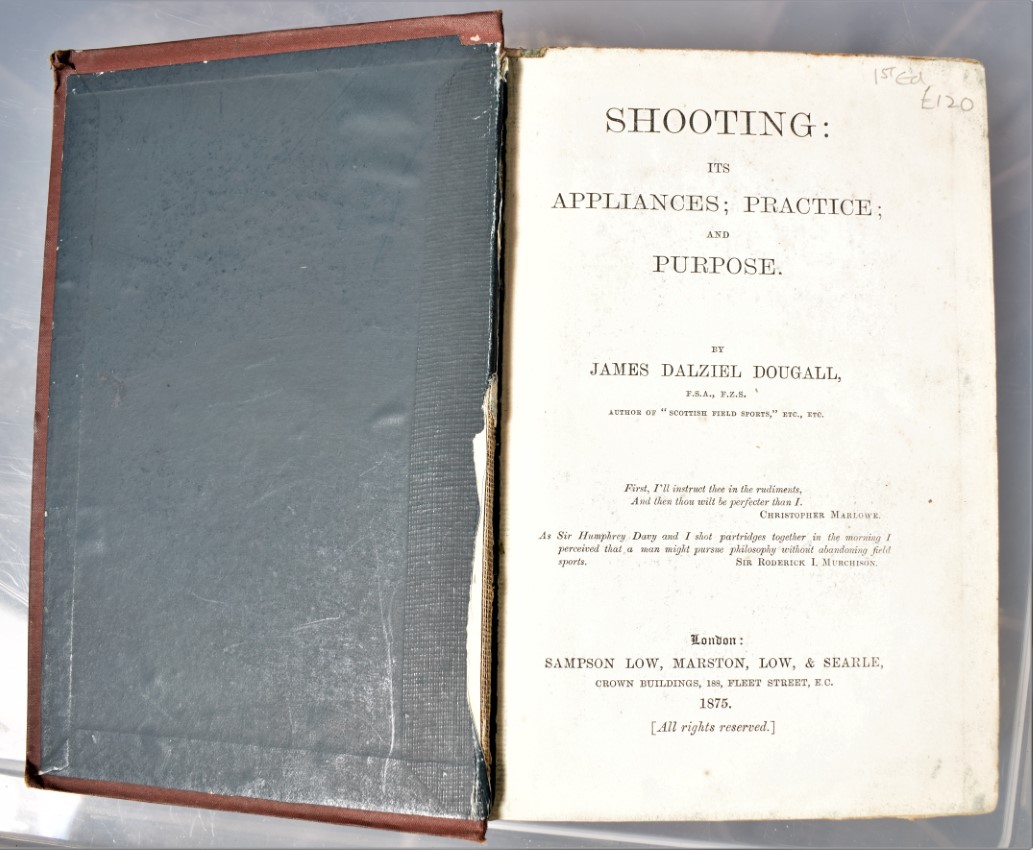 1ST Ed
£120
SHOOTING:
ITS
APPLIANCES; PRACTICE;
AND
PURPOSE.
BY
JAMES DALZIEL DOUGALL,
F.S.A., F.Z.S.
AUTHOR OF "SCOTTISH FIELD SPORTS," ETC., ETC.
First, I'll instruct thee in the rudiments,
And then thou wilt be perfecter than I.
CHRISTOPHER MARLOWE.
As Sir Humphrey Davy and I shot partridges together in the morning I
perceived that a man might pursue philosophy without abandoning field
sports. SIR RODERICK I. MURCHISON.
London:
SAMPSON LOW, MARSTON, LOW, & SEARLE,
CROWN BUILDINGS, 188, FLEET STREET, E.C.
1875.
[All rights reserved.]